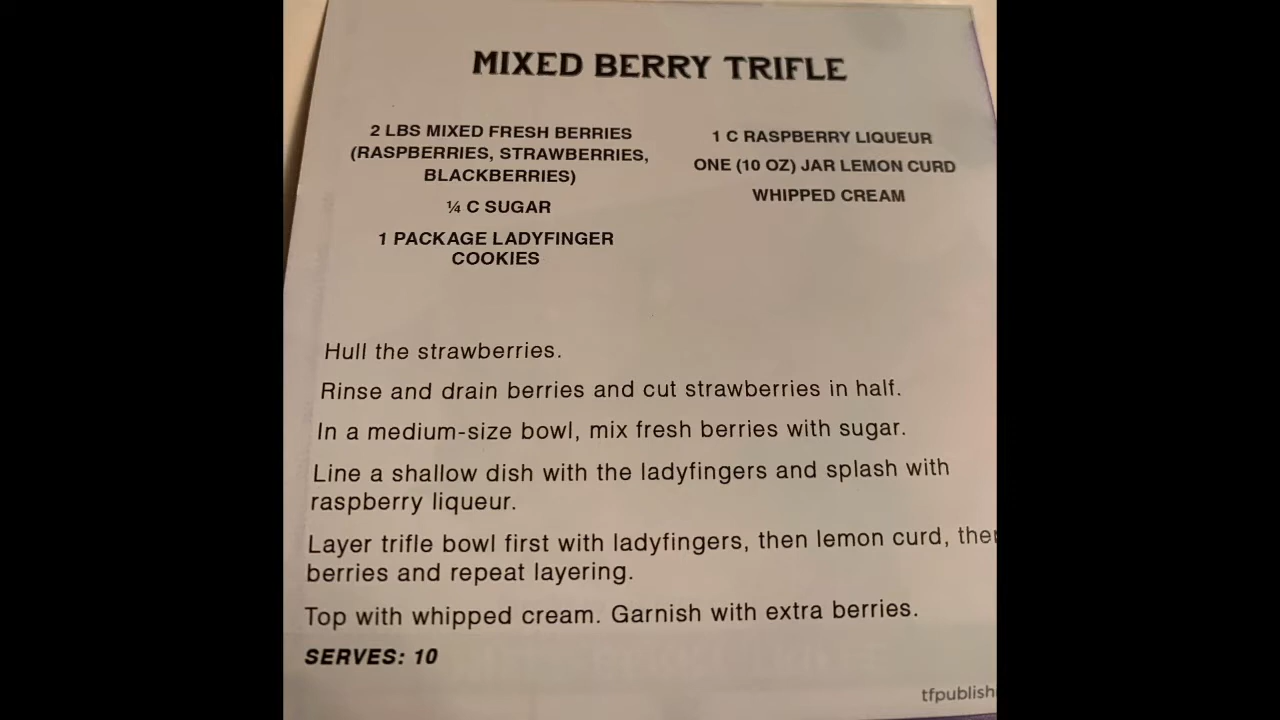 MIXED BERRY TRIFLE
2 LBS MIXED FRESH BERRIES
(RASPBERRIES, STRAWBERRIES,
BLACKBERRIES)
¼ C SUGAR
1 PACKAGE LADYFINGER
COOKIES
1 C RASPBERRY LIQUEUR
ONE (10 OZ) JAR LEMON CURD
WHIPPED CREAM
Hull the strawberries.
Rinse and drain berries and cut strawberries in half.
In a medium-size bowl, mix fresh berries with sugar.
Line a shallow dish with the ladyfingers and splash with
raspberry liqueur.
Layer trifle bowl first with ladyfingers, then lemon curd, then
berries and repeat layering.
Top with whipped cream. Garnish with extra berries.
SERVES: 10
tfpublishi